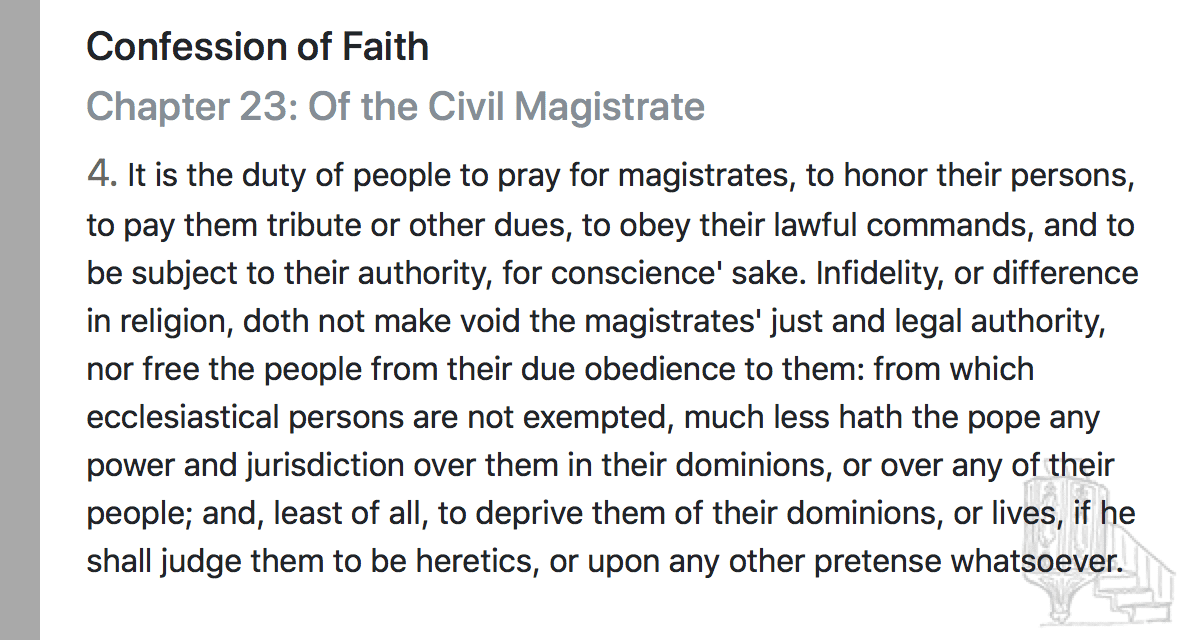 Confession of Faith
Chapter 23: Of the Civil Magistrate
4. It is the duty of people to pray for magistrates, to honor their persons,
to pay them tribute or other dues, to obey their lawful commands, and to
be subject to their authority, for conscience' sake. Infidelity, or difference
in religion, doth not make void the magistrates' just and legal authority,
nor free the people from their due obedience to them: from which
ecclesiastical persons are not exempted, much less hath the pope any
power and jurisdiction over them in their dominions, or over any of their
people; and, least of all, to deprive them of their dominions, or lives, if he
shall judge them to be heretics, or upon any other pretense whatsoever.